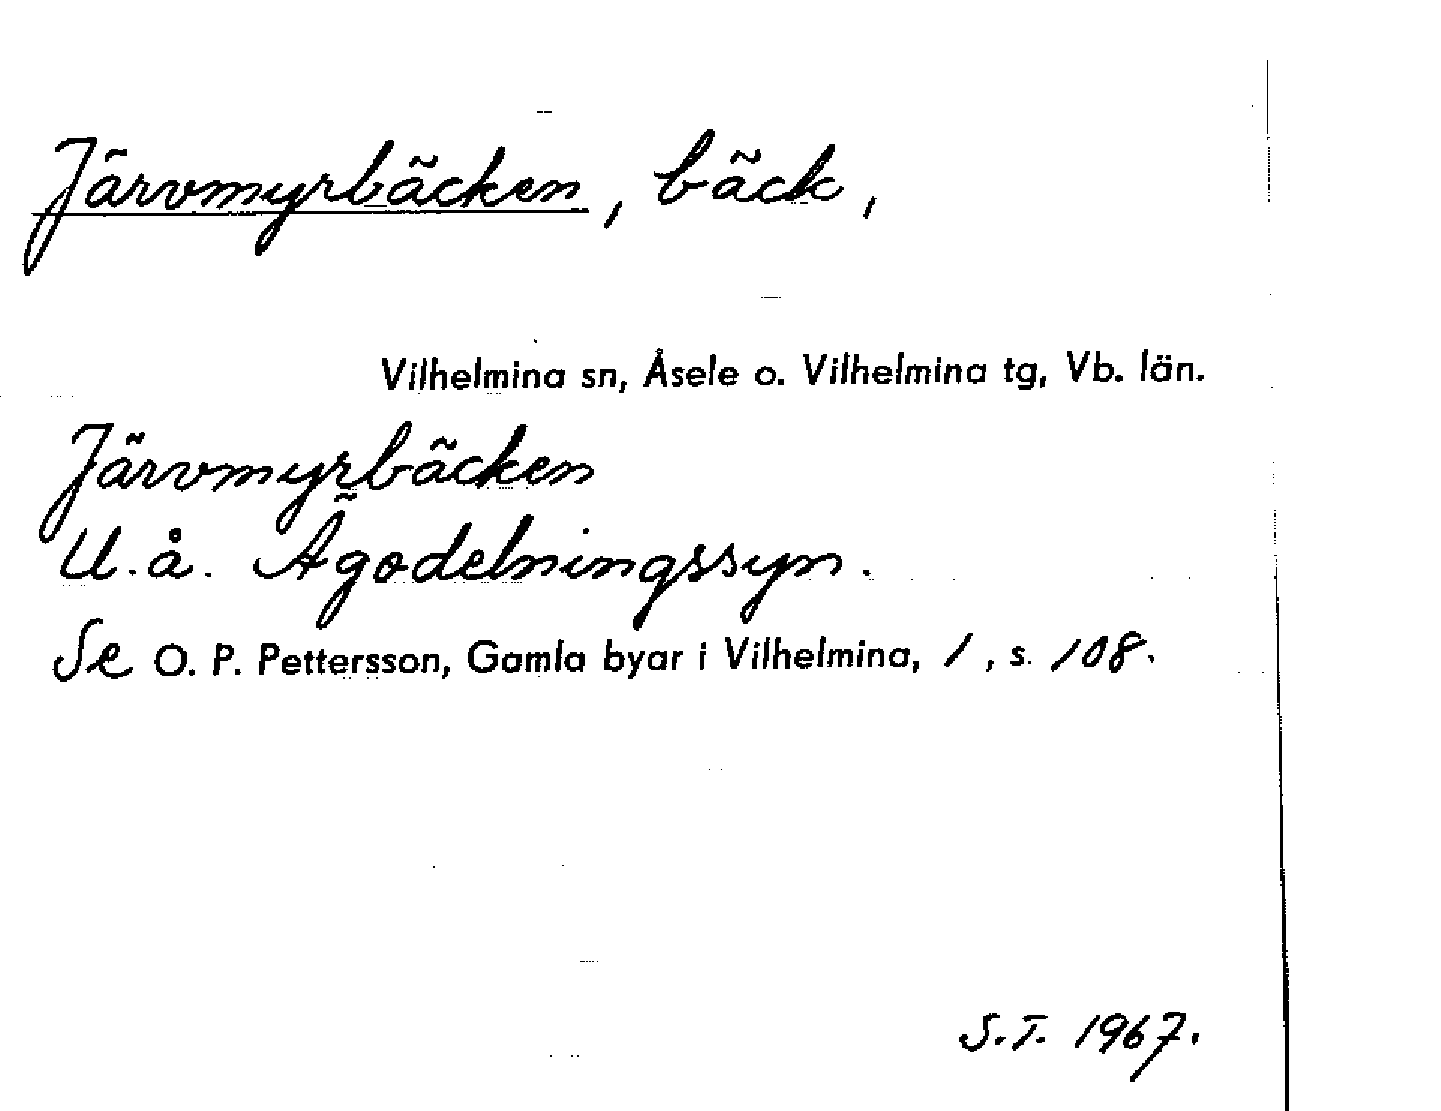 Järvmyrbäcken, bäck,
Vilhelmina sn, Åsele o. Vilhelmina tg, Vb. län.
Järvmyrbäcken
U.å. Ägodelningssyn.
Se O. P. Pettersson, Gamla byar i Vilhelmina, 1, s. 108.
S.T. 1967.